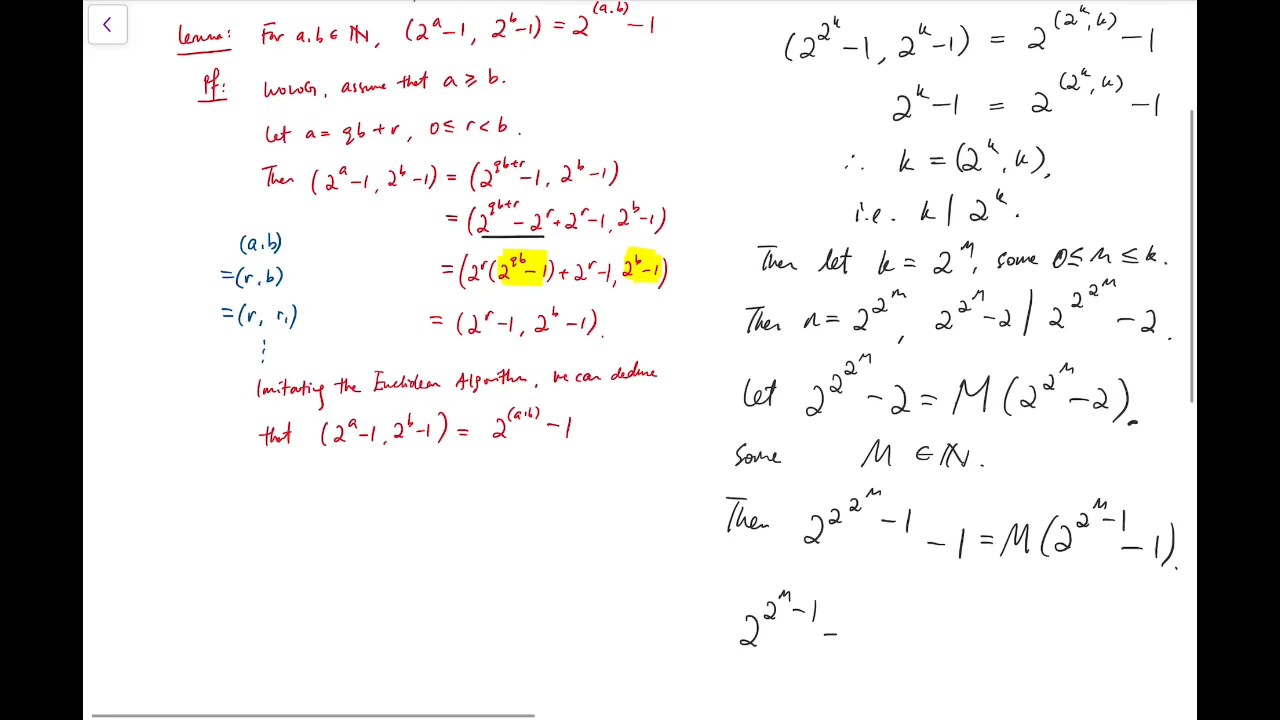 Lemma: For a,b ∈ ℕ, (2^a − 1, 2^b − 1) = 2^(a,b) − 1
Pf: WOLOG, assume that a ≥ b.
Let a = qb + r, 0 ≤ r < b.
Then (2^a − 1, 2^b − 1) = (2^{qb+r} − 1, 2^b − 1)
= (2^{qb+r} − 2^r + 2^r − 1, 2^b − 1)
= (2^r(2^{qb} − 1) + 2^r − 1, 2^b − 1)
= (2^r − 1, 2^b − 1).
(a,b)
= (r, b)
= (r, r₁)
⋮
Imitating the Euclidean Algorithm, we can deduce
that (2^a − 1, 2^b − 1) = 2^(a,b) − 1
(2^{2^k} − 1, 2^k − 1) = 2^{(2^k, k)} − 1
2^k − 1 = 2^{(2^k, k)} − 1
∴ k = (2^k, k),
i.e. k | 2^k.
Then let k = 2^m, some 0 ≤ m ≤ k.
Then n = 2^{2^m}, 2^{2^m} − 2 | 2^{2^{2^m}} − 2.
Let 2^{2^{2^m}} − 2 = M(2^{2^m} − 2).
some M ∈ ℕ.
Then 2^{2^{2^m} − 1} − 1 = M(2^{2^m − 1} − 1).
2^{2^m − 1} −